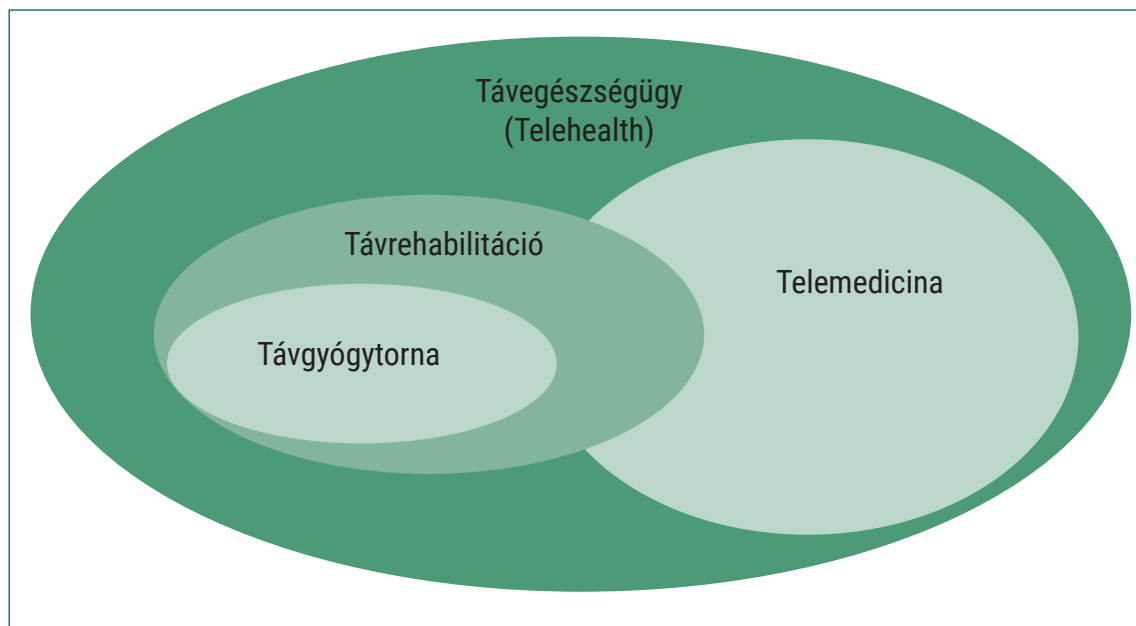 Távegészségügy
(Telehealth)
Távrehabilitáció
Telemedicina
Távgyógytorna